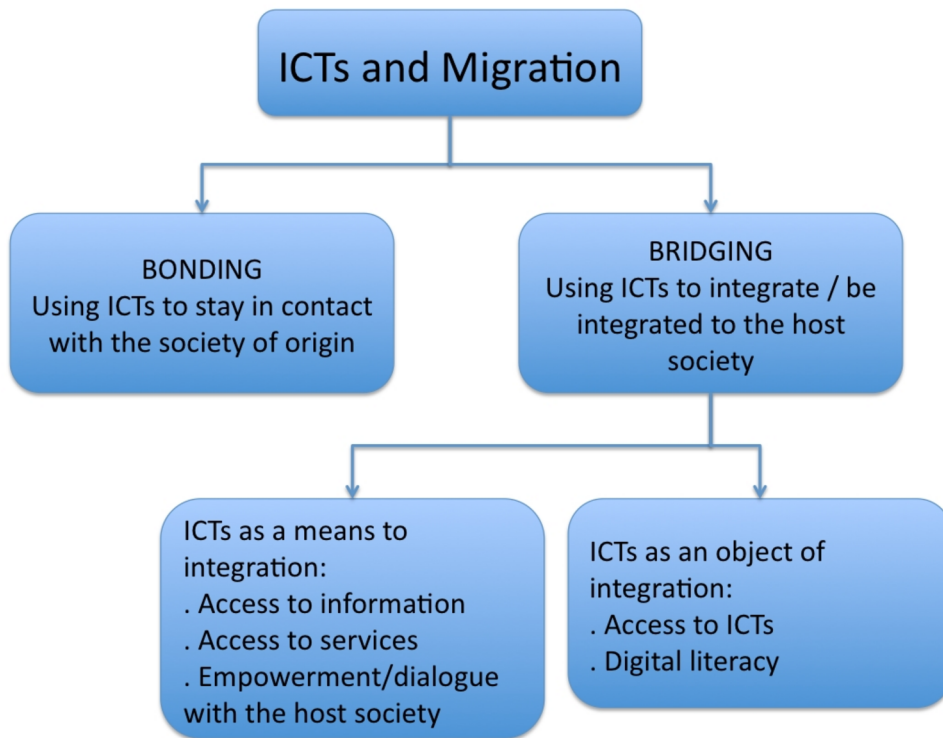 ICTs and Migration
BONDING
Using ICTs to stay in contact
with the society of origin
BRIDGING
Using ICTs to integrate / be
integrated to the host
society
ICTs as a means to
integration:
. Access to information
. Access to services
. Empowerment/dialogue
with the host society
ICTs as an object of
integration:
. Access to ICTs
. Digital literacy